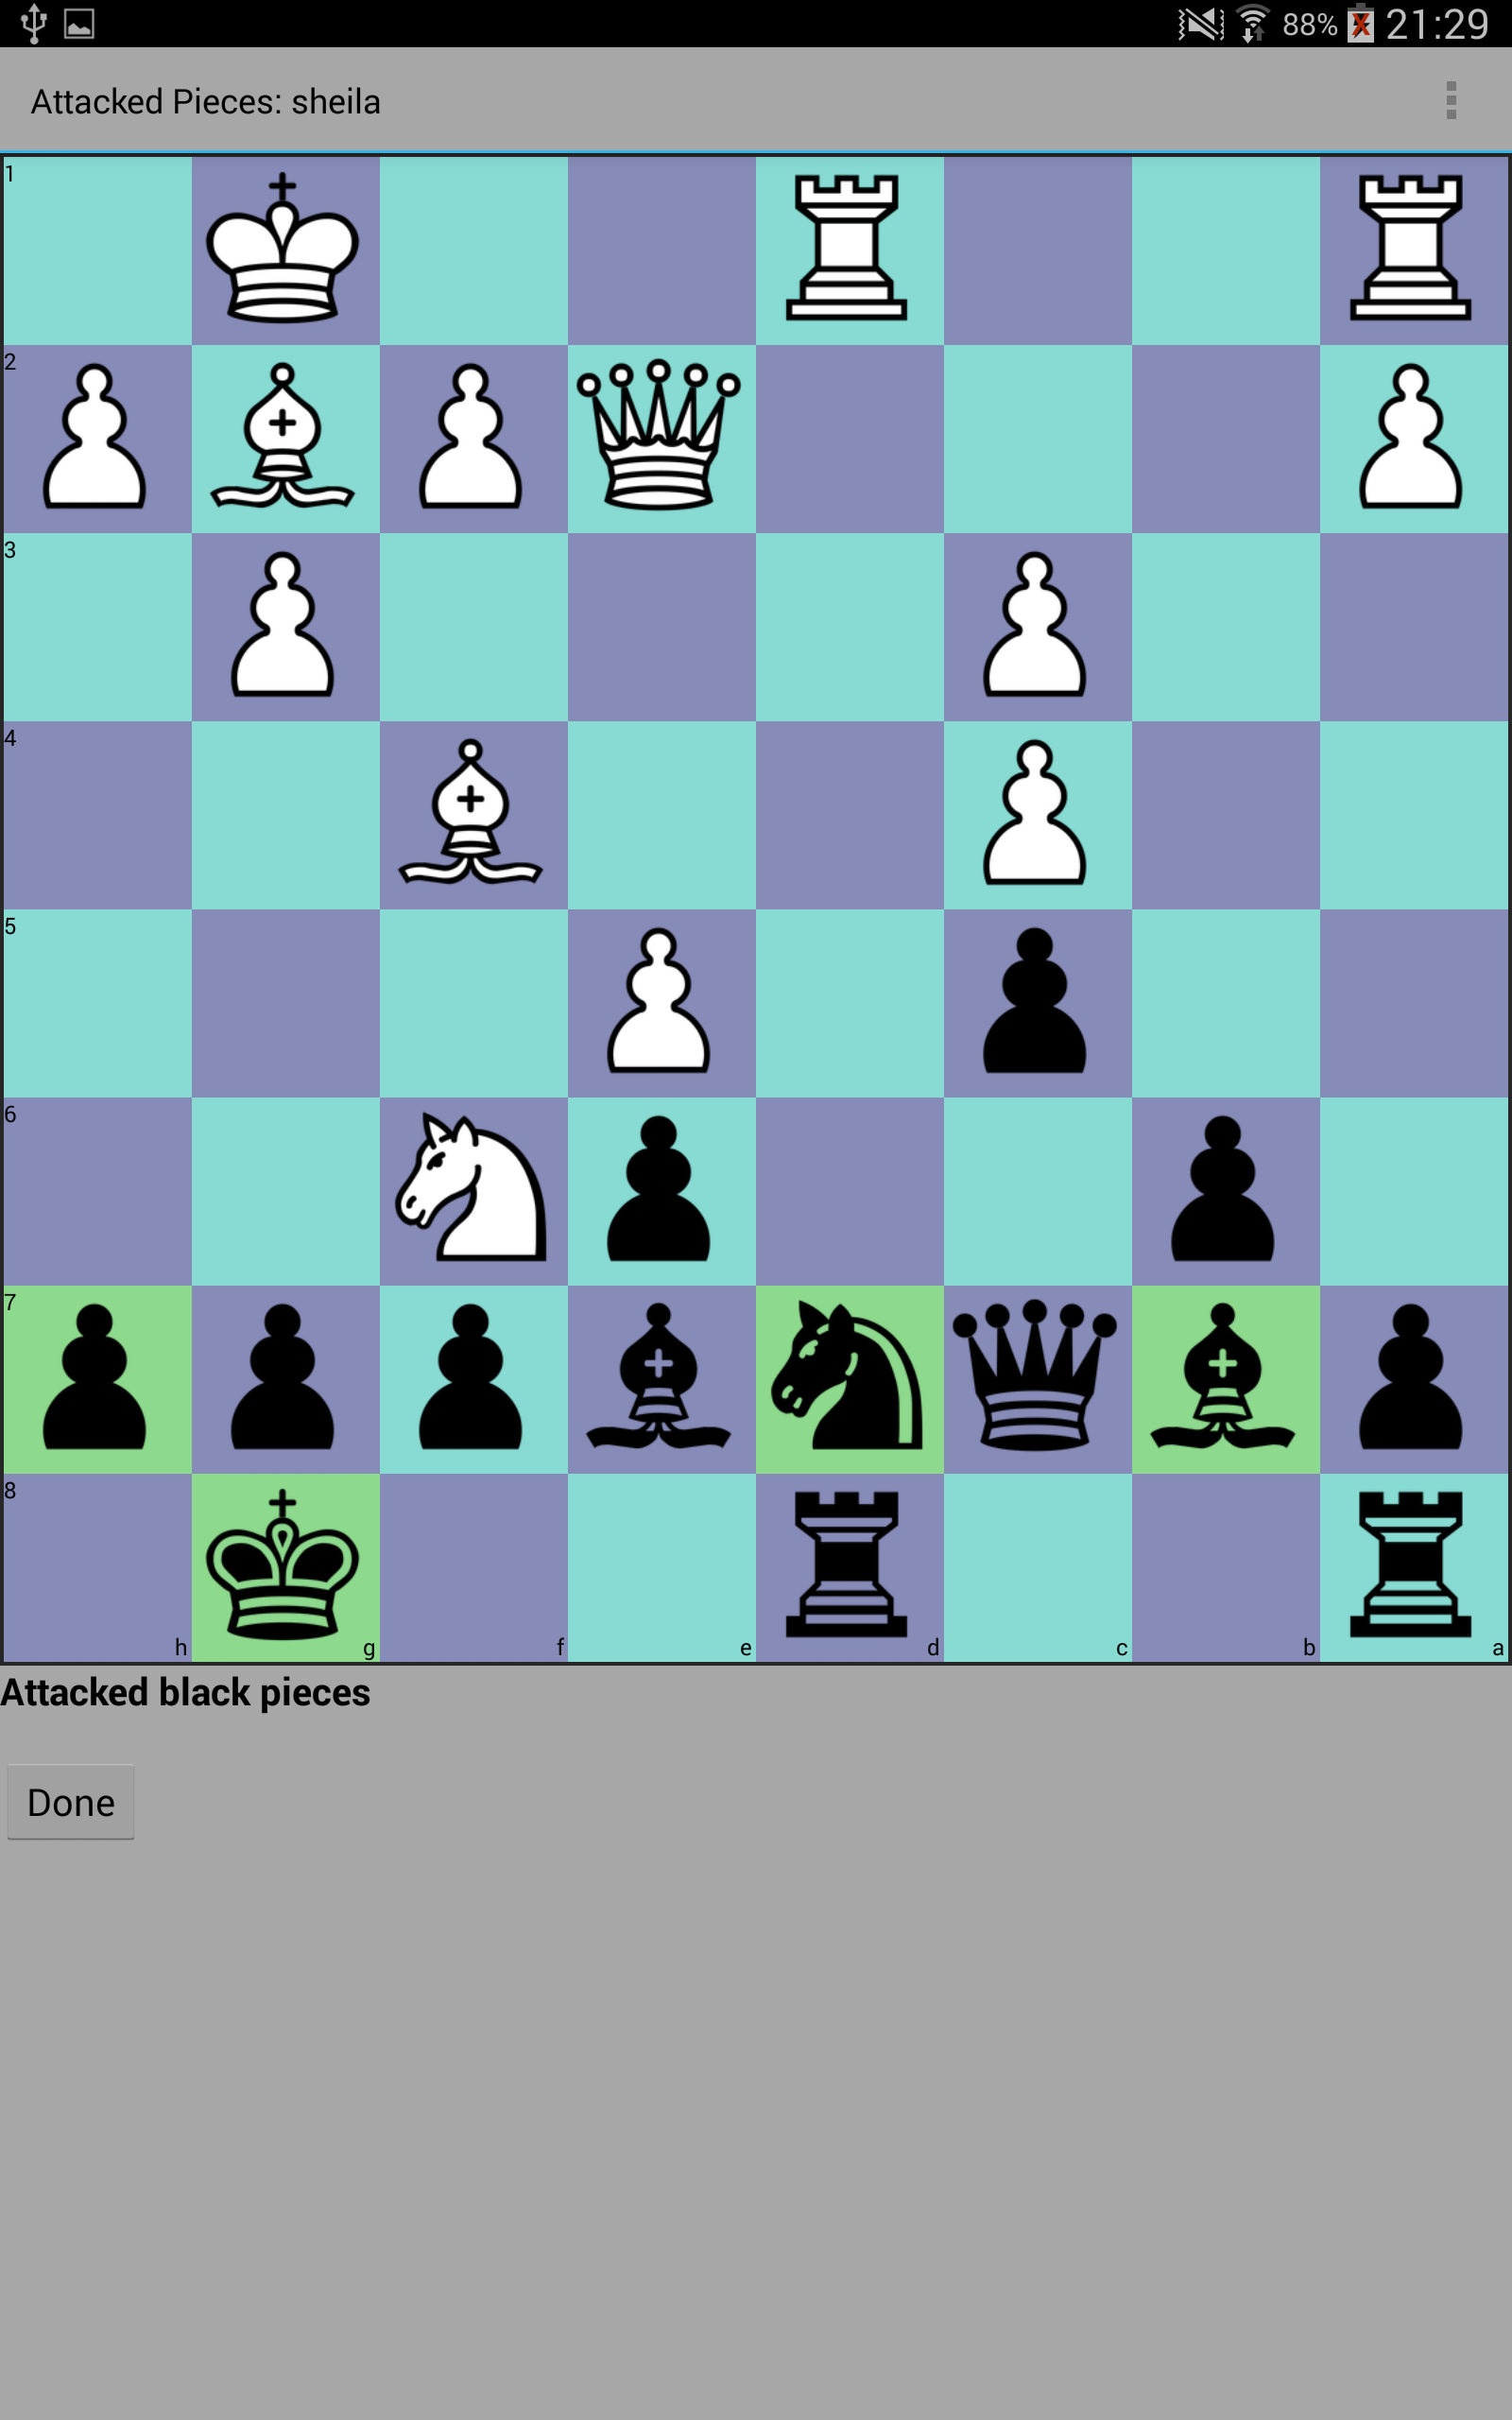 88% 21:29
Attacked Pieces: sheila
1
2
3
4
5
6
7
8
h g f e d c b a
Attacked black pieces
Done